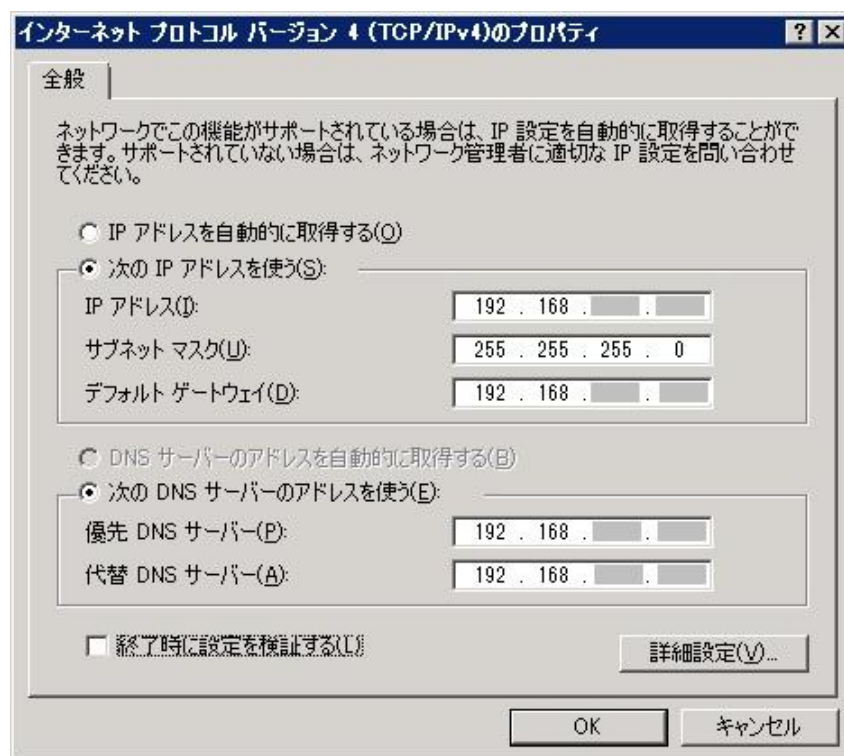 インターネット プロトコル バージョン 4 (TCP/IPv4)のプロパティ
全般
ネットワークでこの機能がサポートされている場合は、IP 設定を自動的に取得することがで
きます。サポートされていない場合は、ネットワーク管理者に適切な IP 設定を問い合わせ
てください。
IP アドレスを自動的に取得する(O)
次の IP アドレスを使う(S):
IP アドレス(I): 192 . 168 . .
サブネット マスク(U): 255 . 255 . 255 . 0
デフォルト ゲートウェイ(D): 192 . 168 . .
DNS サーバーのアドレスを自動的に取得する(B)
次の DNS サーバーのアドレスを使う(E):
優先 DNS サーバー(P): 192 . 168 . .
代替 DNS サーバー(A): 192 . 168 . .
終了時に設定を検証する(L)
詳細設定(V)...
OK
キャンセル